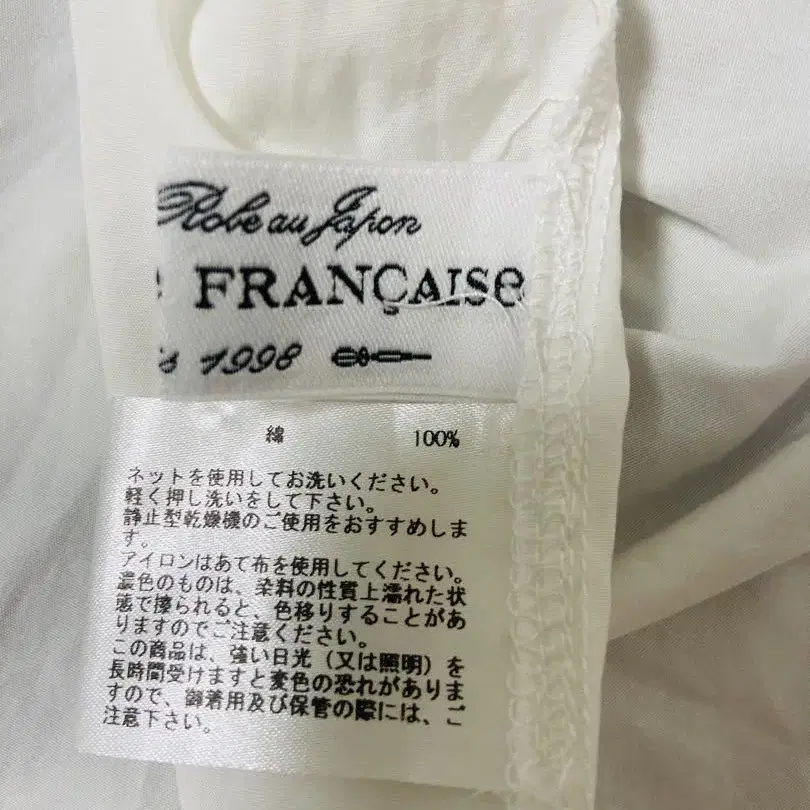 Robe au Japon
FRANÇAISe
1998
綿 100%
ネットを使用してお洗いください。
軽く押し洗いをして下さい。
静止型乾燥機のご使用をおすすめしま
す。
アイロンはあて布を使用してください。
濃色のものは、染料の性質上濡れた状
態で擦られると、色移りすることがあ
りますのでご注意ください。
この商品は、強い日光（又は照明）を
長時間受けますと変色の恐れがありま
すので、御着用及び保管の際には、ご
注意下さい。